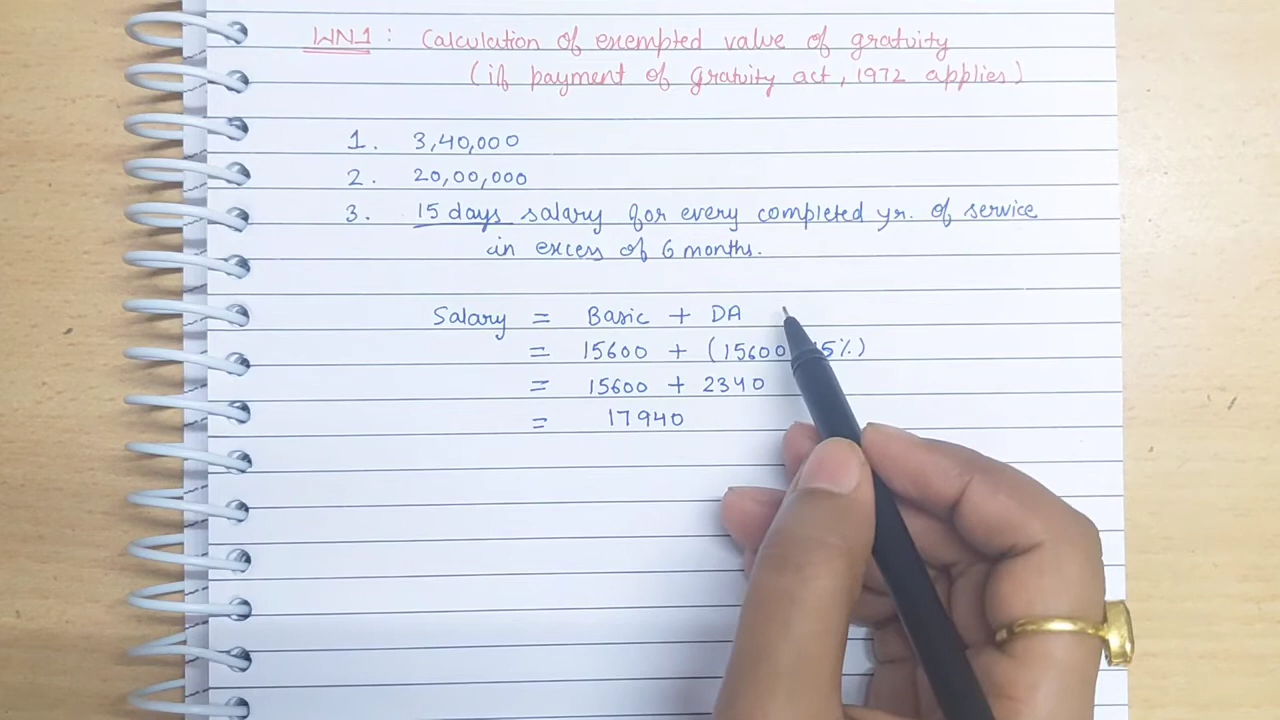 WN1 : Calculation of exempted value of gratuity
(if payment of gratuity act, 1972 applies)
1. 3,40,000
2. 20,00,000
3. 15 days salary for every completed yr. of service
in excess of 6 months.
Salary = Basic + DA
= 15600 + (15600 15%)
= 15600 + 2340
= 17940